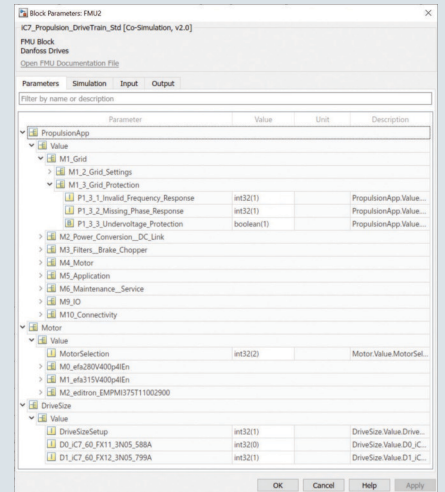 Block Parameters: FMU2
iC7_Propulsion_DriveTrain_Std [Co-Simulation, v2.0]
FMU Block
Danfoss Drives
Open FMU Documentation File
Parameters Simulation Input Output
Filter by name or description
Parameter Value Unit Description
PropulsionApp
Value
M1_Grid
M1_2_Grid_Settings
M1_3_Grid_Protection
P1_3_1_Invalid_Frequency_Response int32(1) PropulsionApp.Value...
P1_3_2_Missing_Phase_Response int32(1) PropulsionApp.Value...
P1_3_3_Undervoltage_Protection boolean(1) PropulsionApp.Value...
M2_Power_Conversion__DC_Link
M3_Filters__Brake_Chopper
M4_Motor
M5_Application
M6_Maintenance__Service
M9_IO
M10_Connectivity
Motor
Value
MotorSelection int32(2) Motor.Value.MotorSel...
M0_efa280V400p4IEn
M1_efa315V400p4IEn
M2_editron_EMPMI375T11002900
DriveSize
Value
DriveSizeSetup int32(1) DriveSize.Value.Drive...
D0_iC7_60_FX11_3N05_588A int32(0) DriveSize.Value.D0_iC...
D1_iC7_60_FX12_3N05_799A int32(1) DriveSize.Value.D1_iC...
OK Cancel Help Apply